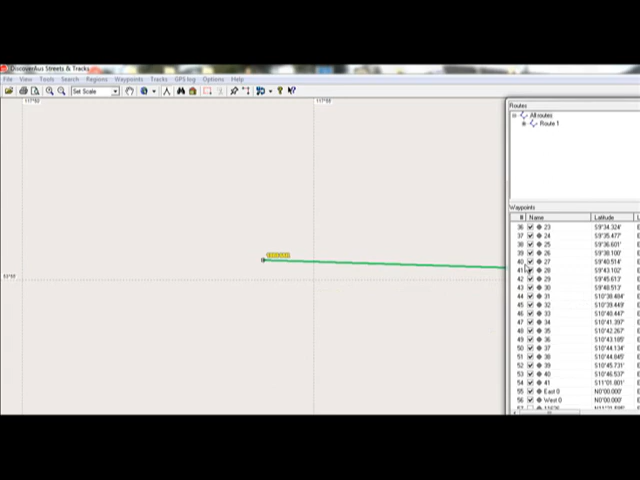 DiscoverAus Streets & Tracks
File View Tools Search Regions Waypoints Tracks GPS log Options Help
Set Scale
Routes
All routes
Route 1
Waypoints
# Name Latitude
36 23 S9°34.324'
37 24 S9°35.477'
38 25 S9°36.601'
39 26 S9°38.100'
40 27 S9°40.514'
41 28 S9°43.102'
42 29 S9°45.613'
43 30 S9°48.513'
44 31 S10°38.484'
45 32 S10°39.449'
46 33 S10°40.447'
47 34 S10°41.397'
48 35 S10°42.267'
49 36 S10°43.185'
50 37 S10°44.134'
51 38 S10°44.845'
52 39 S10°45.731'
53 40 S10°46.537'
54 41 S11°01.801'
55 East 0 N0°00.000'
56 West 0 N0°00.000'